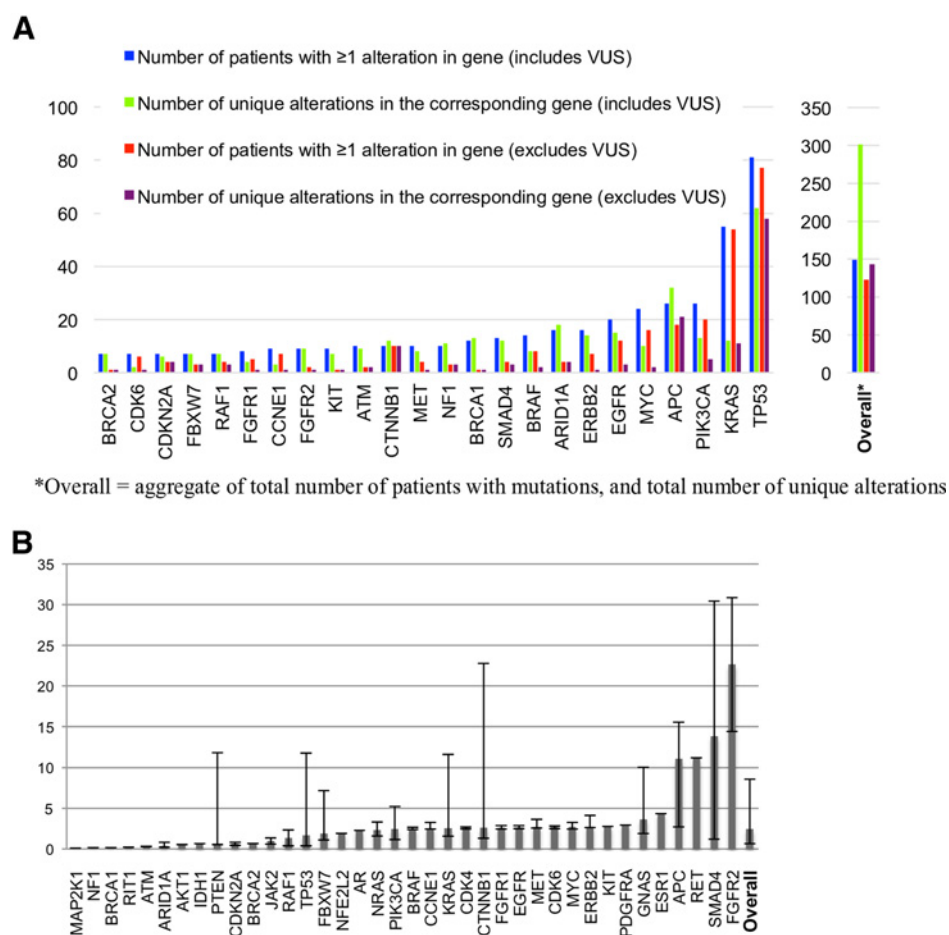 A
Number of patients with ≥1 alteration in gene (includes VUS)
Number of unique alterations in the corresponding gene (includes VUS)
Number of patients with ≥1 alteration in gene (excludes VUS)
Number of unique alterations in the corresponding gene (excludes VUS)
100
80
60
40
20
0
350
300
250
200
150
100
50
0
BRCA2
CDK6
CDKN2A
FBXW7
RAF1
FGFR1
CCNE1
FGFR2
KIT
ATM
CTNNB1
MET
NF1
BRCA1
SMAD4
BRAF
ARID1A
ERBB2
EGFR
MYC
APC
PIK3CA
KRAS
TP53
Overall*
*Overall = aggregate of total number of patients with mutations, and total number of unique alterations
B
35
30
25
20
15
10
5
0
MAP2K1
NF1
BRCA1
RIT1
ATM
ARID1A
AKT1
IDH1
PTEN
CDKN2A
BRCA2
JAK2
RAF1
TP53
FBXW7
NFE2L2
AR
NRAS
PIK3CA
BRAF
CCNE1
KRAS
CDK4
CTNNB1
FGFR1
EGFR
MET
CDK6
MYC
ERBB2
KIT
PDGFRA
GNAS
ESR1
APC
RET
SMAD4
FGFR2
Overall